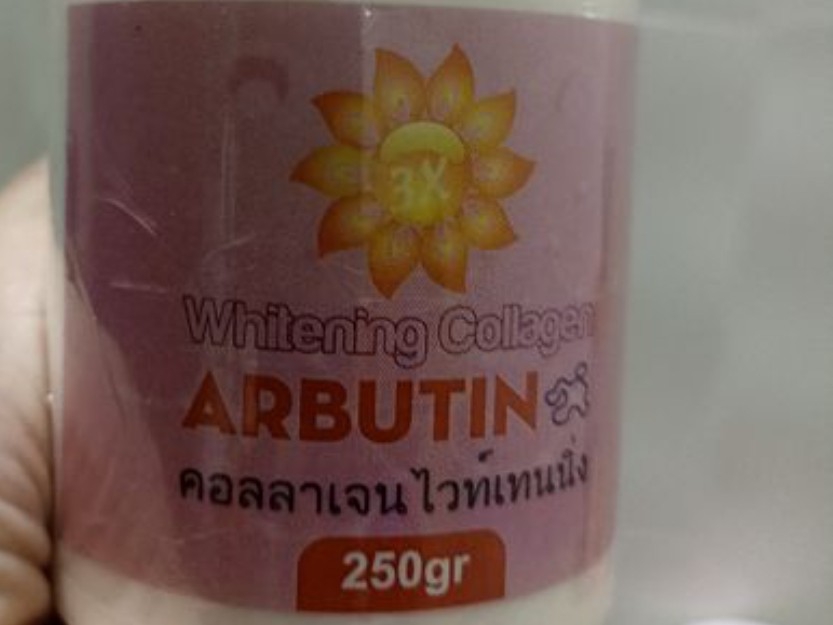 3X
Whitening Collagen
ARBUTIN
คอลลาเจน ไวท์เทนนิ่ง
250gr